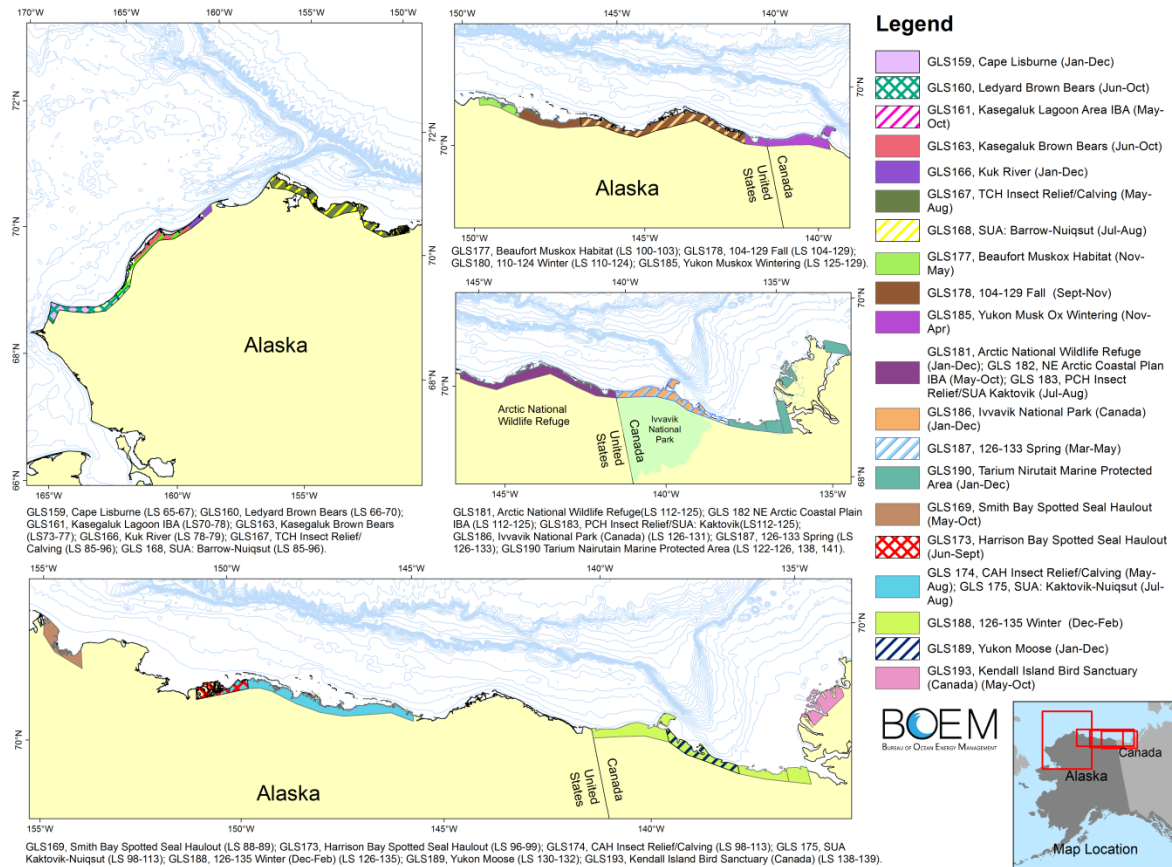 170°W
165°W
160°W
155°W
150°W
72°N
70°N
68°N
66°N
72°N
70°N
68°N
165°W
160°W
155°W
Alaska
GLS159, Cape Lisburne (LS 65-67); GLS160, Ledyard Brown Bears (LS 66-70);
GLS161, Kasegaluk Lagoon IBA (LS70-78); GLS163, Kasegaluk Brown Bears
(LS73-77); GLS166, Kuk River (LS 78-79); GLS167, TCH Insect Relief/
Calving (LS 85-96); GLS 168, SUA: Barrow-Nuiqsut (LS 85-96).
150°W
145°W
140°W
70°N
70°N
Alaska
Canada
United
States
150°W
145°W
140°W
GLS177, Beaufort Muskox Habitat (LS 100-103); GLS178, 104-129 Fall (LS 104-129);
GLS180, 110-124 Winter (LS 110-124); GLS185, Yukon Muskox Wintering (LS 125-129).
145°W
140°W
135°W
70°N
70°N
68°N
Arctic National
Wildlife Refuge
Canada
United
States
Ivvavik
National
Park
145°W
140°W
135°W
GLS181, Arctic National Wildlife Refuge(LS 112-125); GLS 182 NE Arctic Coastal Plain
IBA (LS 112-125); GLS183, PCH Insect Relief/SUA: Kaktovik(LS112-125);
GLS186, Ivvavik National Park (Canada) (LS 126-131); GLS187, 126-133 Spring (LS
126-133); GLS190 Tarium Nairutain Marine Protected Area (LS 122-126, 138, 141).
155°W
150°W
145°W
140°W
135°W
70°N
70°N
Alaska
Canada
United
States
155°W
150°W
145°W
140°W
135°W
GLS169, Smith Bay Spotted Seal Haulout (LS 88-89); GLS173, Harrison Bay Spotted Seal Haulout (LS 96-99); GLS174, CAH Insect Relief/Calving (LS 98-113); GLS 175, SUA
Kaktovik-Nuiqsut (LS 98-113); GLS188, 126-135 Winter (Dec-Feb) (LS 126-135); GLS189, Yukon Moose (LS 130-132); GLS193, Kendall Island Bird Sanctuary (Canada) (LS 138-139).
Legend
GLS159, Cape Lisburne (Jan-Dec)
GLS160, Ledyard Brown Bears (Jun-Oct)
GLS161, Kasegaluk Lagoon Area IBA (May-
Oct)
GLS163, Kasegaluk Brown Bears (Jun-Oct)
GLS166, Kuk River (Jan-Dec)
GLS167, TCH Insect Relief/Calving (May-
Aug)
GLS168, SUA: Barrow-Nuiqsut (Jul-Aug)
GLS177, Beaufort Muskox Habitat (Nov-
May)
GLS178, 104-129 Fall (Sept-Nov)
GLS185, Yukon Musk Ox Wintering (Nov-
Apr)
GLS181, Arctic National Wildlife Refuge
(Jan-Dec); GLS 182, NE Arctic Coastal Plan
IBA (May-Oct); GLS 183, PCH Insect
Relief/SUA Kaktovik (Jul-Aug)
GLS186, Ivvavik National Park (Canada)
(Jan-Dec)
GLS187, 126-133 Spring (Mar-May)
GLS190, Tarium Nirutait Marine Protected
Area (Jan-Dec)
GLS169, Smith Bay Spotted Seal Haulout
(May-Oct)
GLS173, Harrison Bay Spotted Seal Haulout
(Jun-Sept)
GLS 174, CAH Insect Relief/Calving (May-
Aug); GLS 175, SUA: Kaktovik-Nuiqsut (Jul-
Aug)
GLS188, 126-135 Winter (Dec-Feb)
GLS189, Yukon Moose (Jan-Dec)
GLS193, Kendall Island Bird Sanctuary
(Canada) (May-Oct)
BOEM
BUREAU OF OCEAN ENERGY MANAGEMENT
Canada
Alaska
Map Location